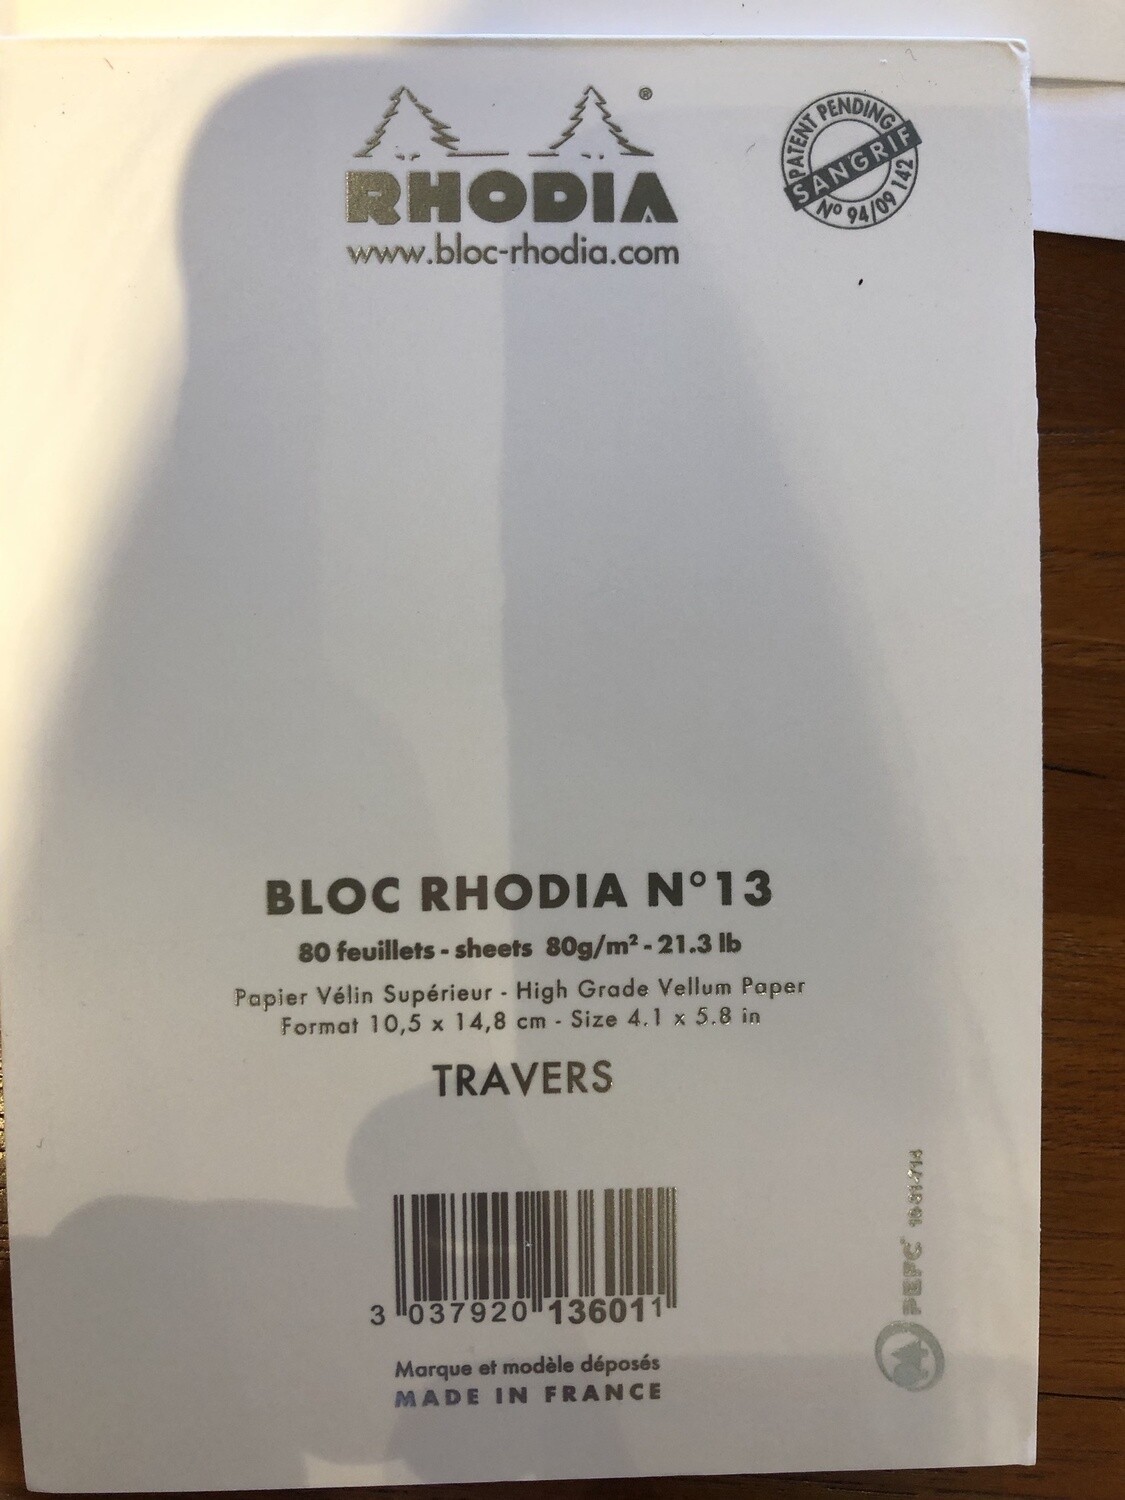 ®
RHODIA
www.bloc-rhodia.com
PATENT PENDING
SANGRIF
Nº 94/09 142
BLOC RHODIA N°13
80 feuillets - sheets 80g/m² - 21.3 lb
Papier Vélin Supérieur - High Grade Vellum Paper
Format 10,5 x 14,8 cm - Size 4.1 x 5.8 in
TRAVERS
3 037920 136011
Marque et modèle déposés
MADE IN FRANCE
PEFC